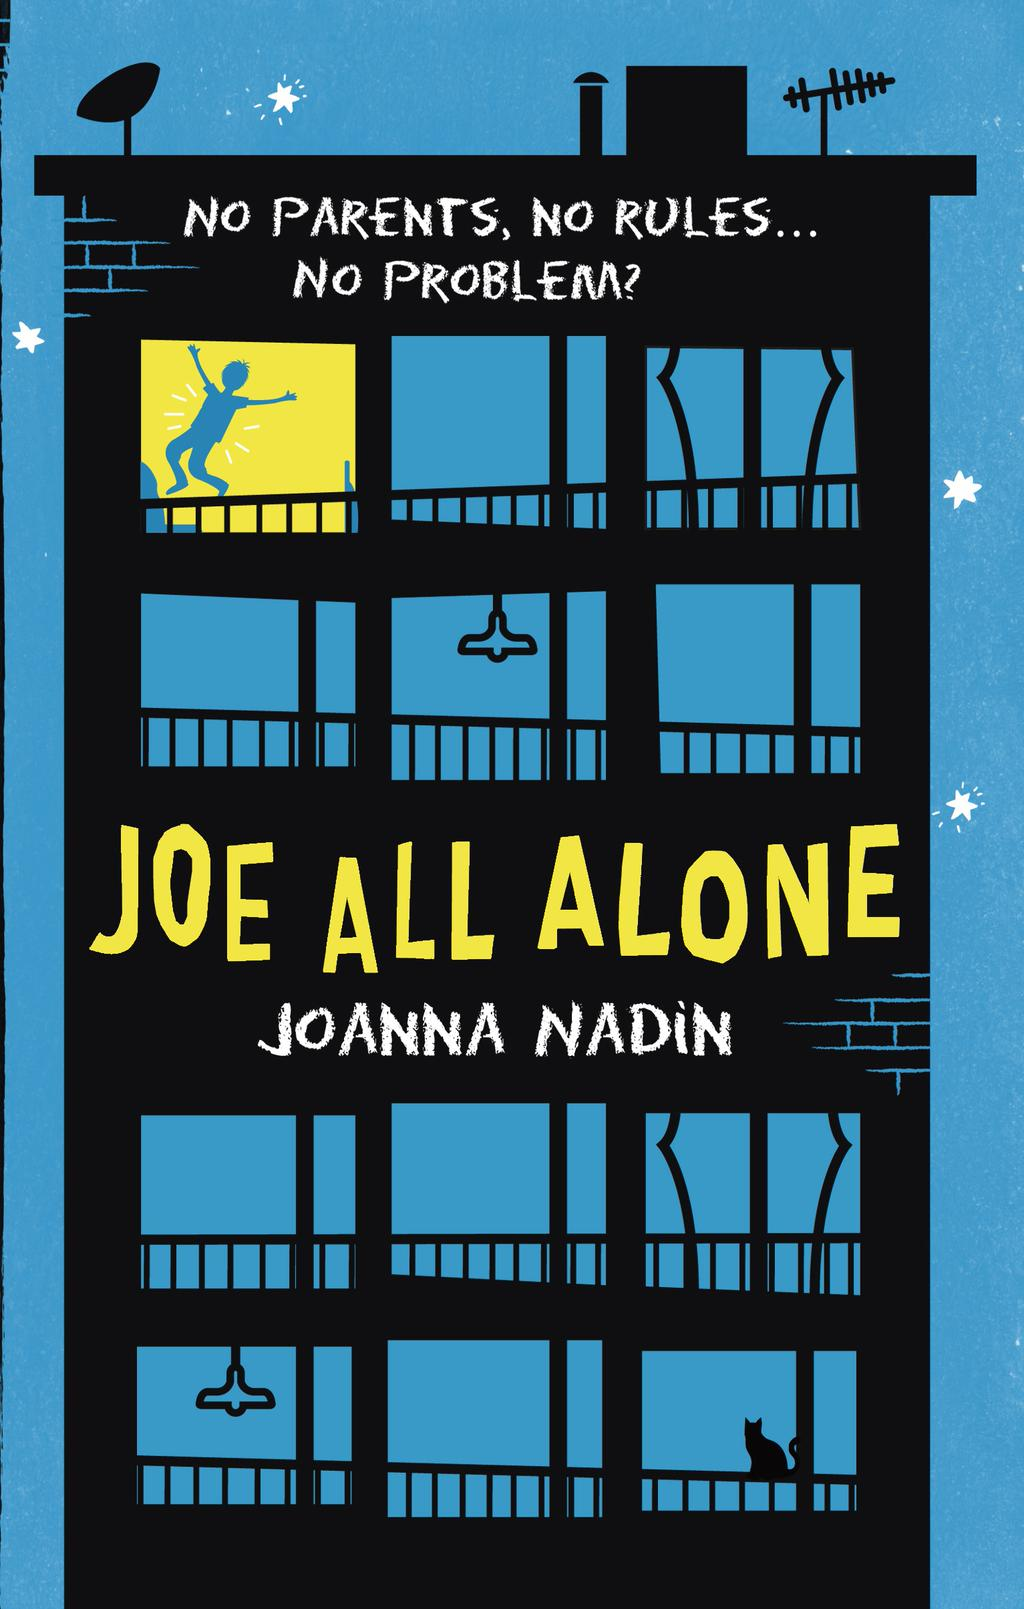 NO PARENTS, NO RULES...
NO PROBLEM?
JOE ALL ALONE
JOANNA NADiN